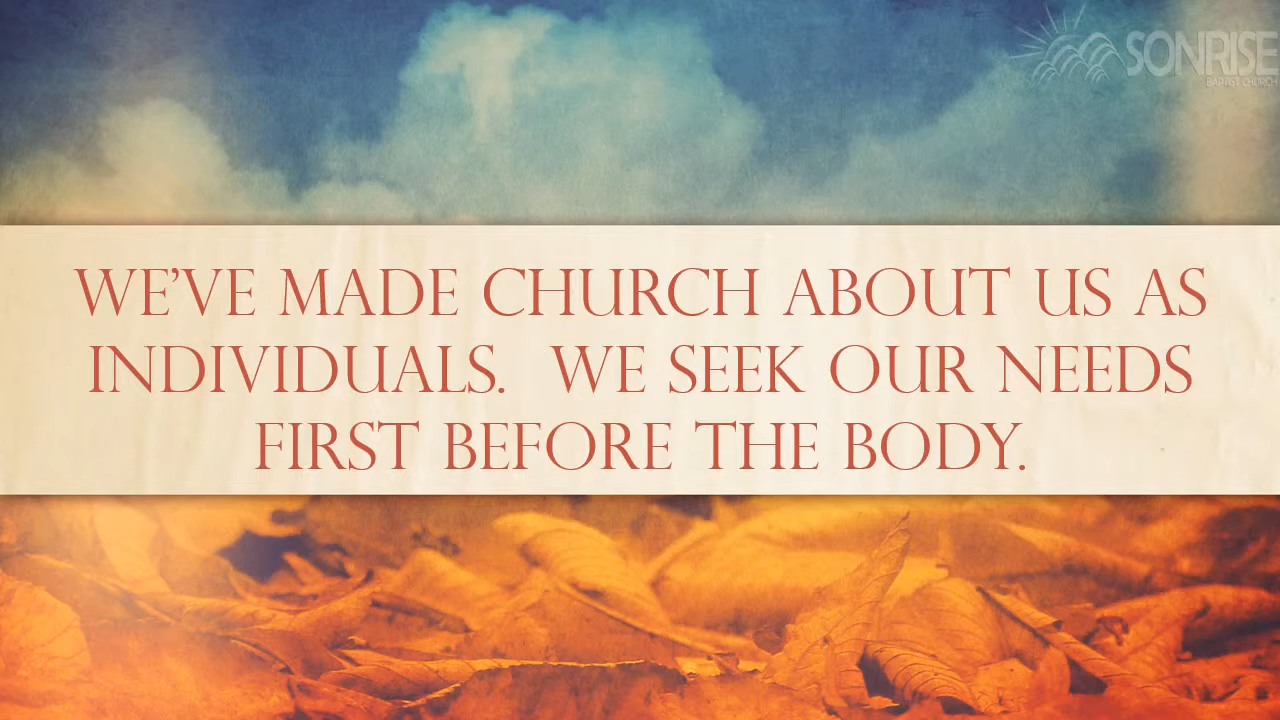 SONRISE
BAPTIST CHURCH
WE’VE MADE CHURCH ABOUT US AS
INDIVIDUALS.  WE SEEK OUR NEEDS
FIRST BEFORE THE BODY.